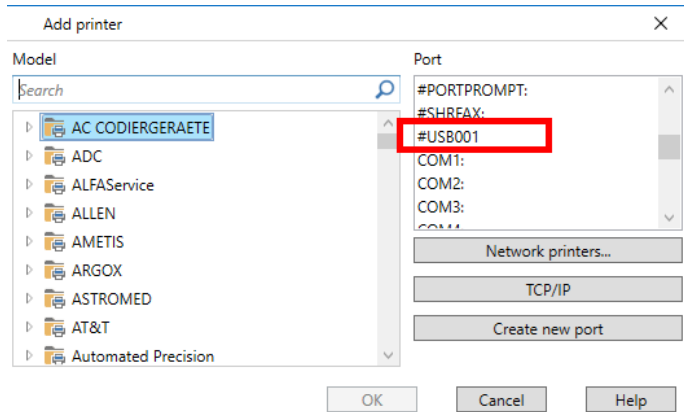 Add printer
Model
Search
AC CODIERGERAETE
ADC
ALFAService
ALLEN
AMETIS
ARGOX
ASTROMED
AT&T
Automated Precision
Port
#PORTPROMPT:
#SHRFAX:
#USB001
COM1:
COM2:
COM3:
COM4
Network printers...
TCP/IP
Create new port
OK
Cancel
Help